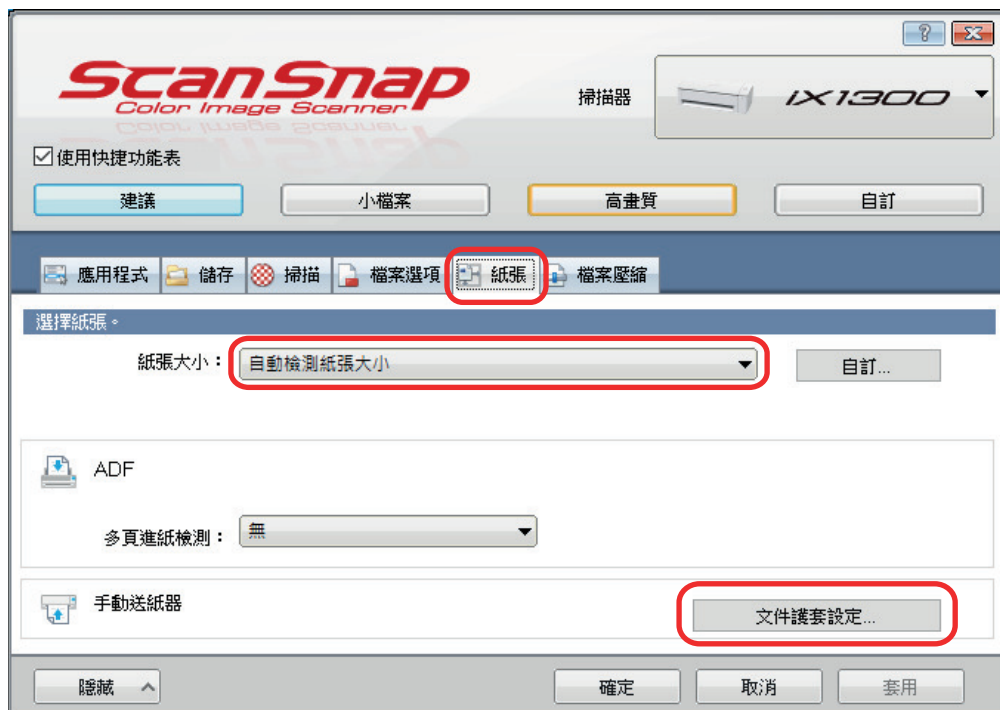 ScanSnap
Color Image Scanner
掃描器
iX1300
使用快捷功能表
建議
小檔案
高畫質
自訂
應用程式
儲存
掃描
檔案選項
紙張
檔案壓縮
選擇紙張。
紙張大小：
自動檢測紙張大小
自訂...
ADF
多頁進紙檢測：
無
手動送紙器
文件護套設定...
隱藏
確定
取消
套用